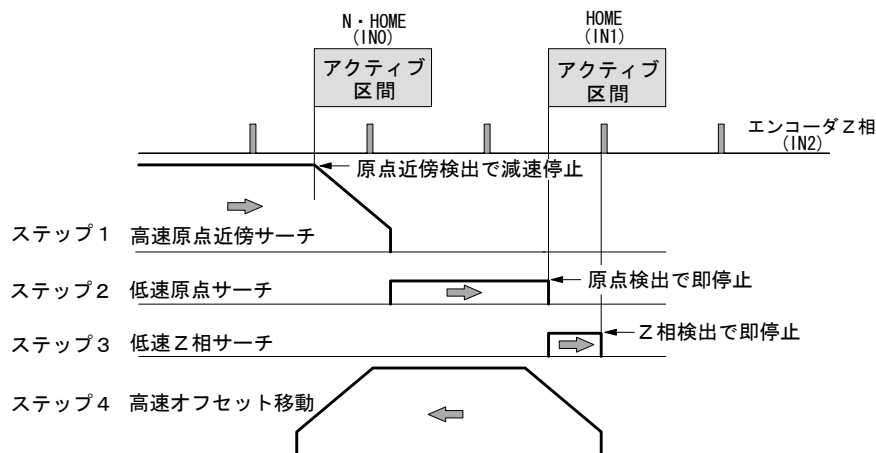 N・HOME
(IN0)
HOME
(IN1)
アクティブ
区間
アクティブ
区間
エンコーダZ相
(IN2)
原点近傍検出で減速停止
ステップ1 高速原点近傍サーチ
原点検出で即停止
ステップ2 低速原点サーチ
Z相検出で即停止
ステップ3 低速Z相サーチ
ステップ4 高速オフセット移動